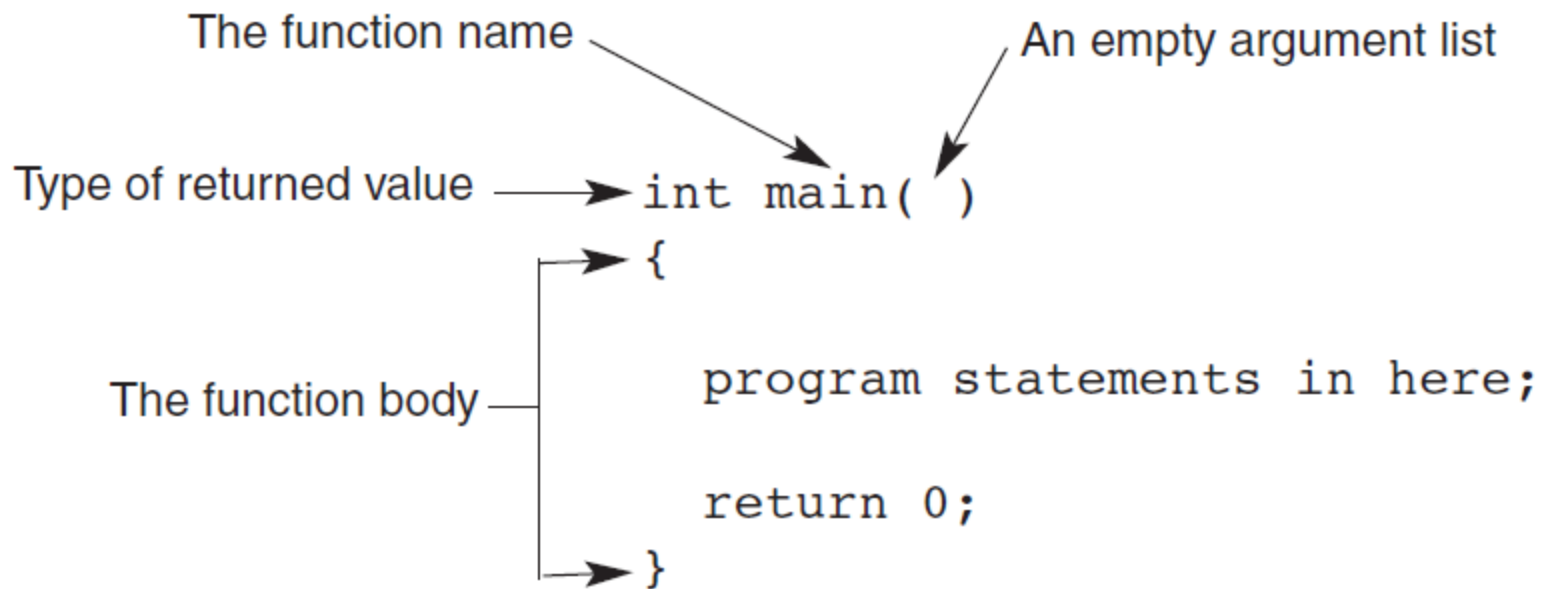 The function name
An empty argument list
Type of returned value
int main( )
{
The function body
program statements in here;
return 0;
}